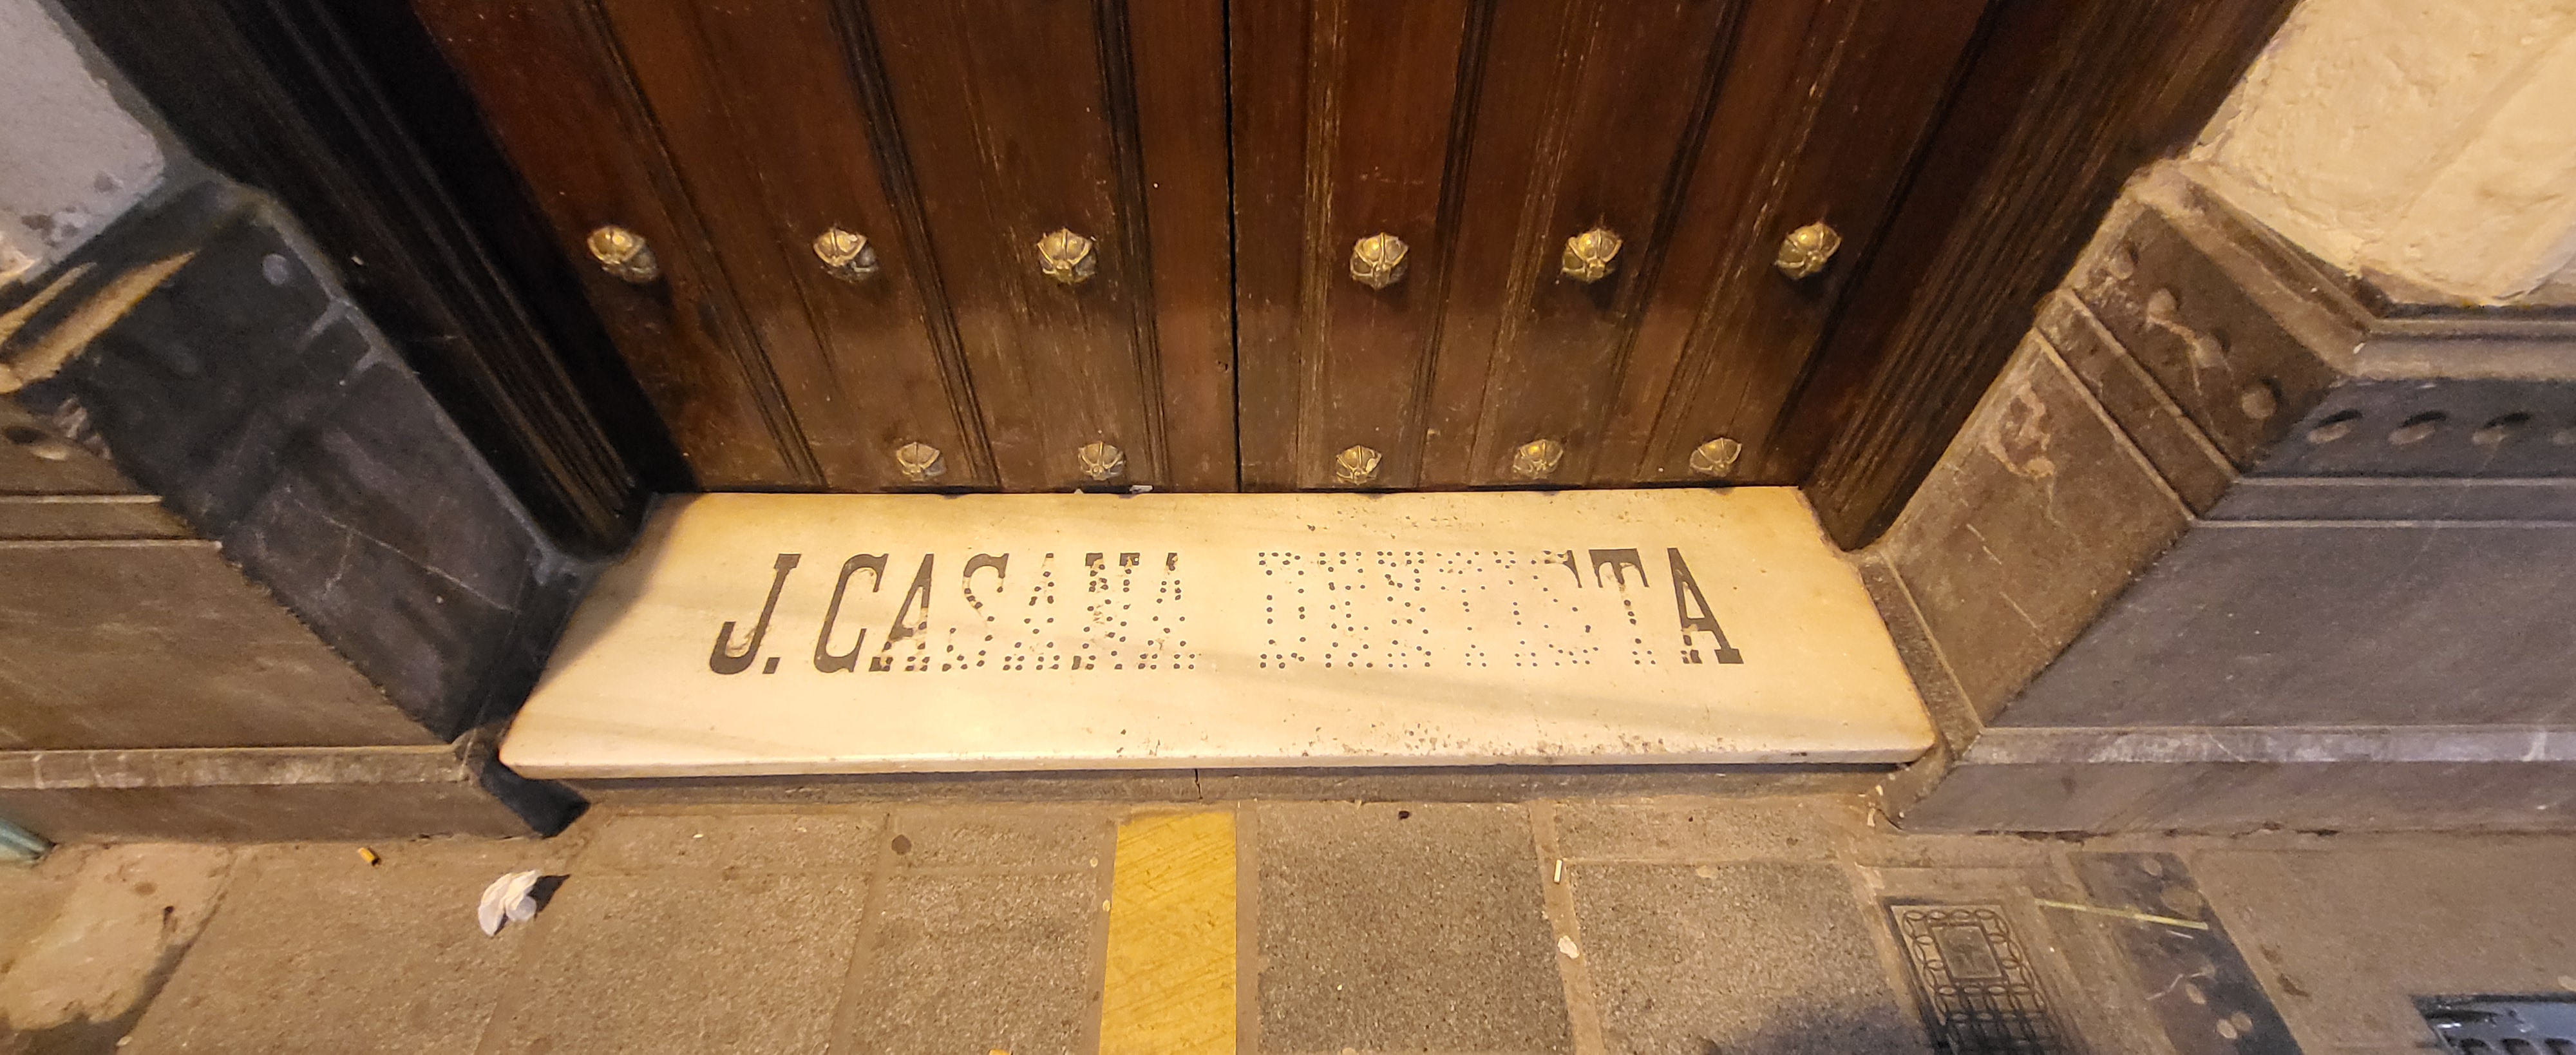 J. CASANA DENTISTA